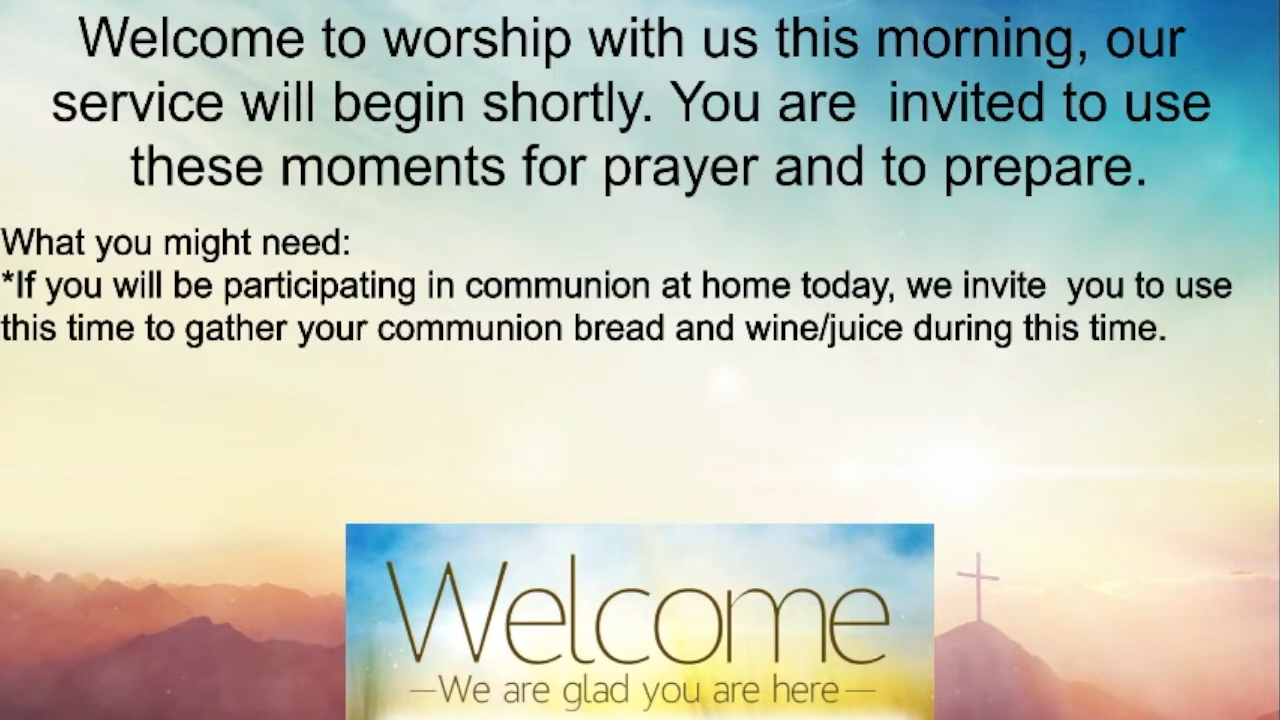 Welcome to worship with us this morning, our
service will begin shortly. You are  invited to use
these moments for prayer and to prepare.
What you might need:
*If you will be participating in communion at home today, we invite  you to use
this time to gather your communion bread and wine/juice during this time.
Welcome
—We are glad you are here—